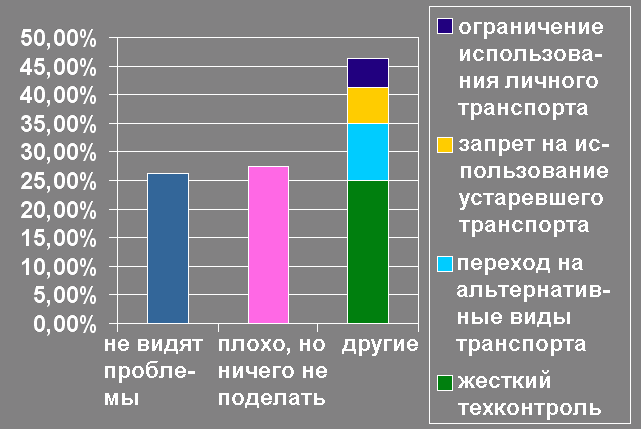 50,00%
45,00%
40,00%
35,00%
30,00%
25,00%
20,00%
15,00%
10,00%
5,00%
0,00%
не видят
пробле-
мы
плохо, но
ничего не
поделать
другие
ограничение
использова-
ния личного
транспорта
запрет на ис-
пользование
устаревшего
транспорта
переход на
альтернатив-
ные виды
транспорта
жесткий
техконтроль